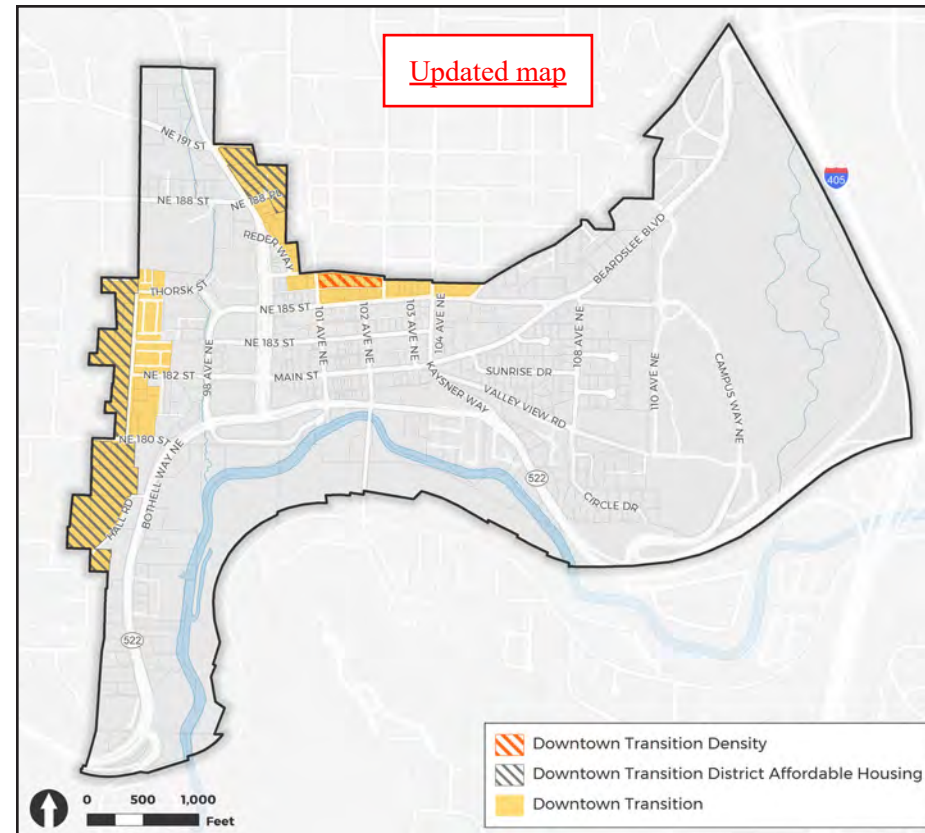 Updated map
405
NE 191 ST
NE 188 ST
NE 188 PL
REDER WAY
BEARDSLEE BLVD
THORSK ST
NE 185 ST
101 AVE NE
102 AVE NE
103 AVE NE
104 AVE NE
98 AVE NE
NE 183 ST
108 AVE NE
110 AVE NE
CAMPUS WAY NE
NE 182 ST
MAIN ST
SUNRISE DR
KAYSNER WAY
VALLEY VIEW RD
NE 180 ST
BOTHELL WAY NE
HALL RD
522
CIRCLE DR
522
Downtown Transition Density
Downtown Transition District Affordable Housing
Downtown Transition
0 500 1,000
Feet